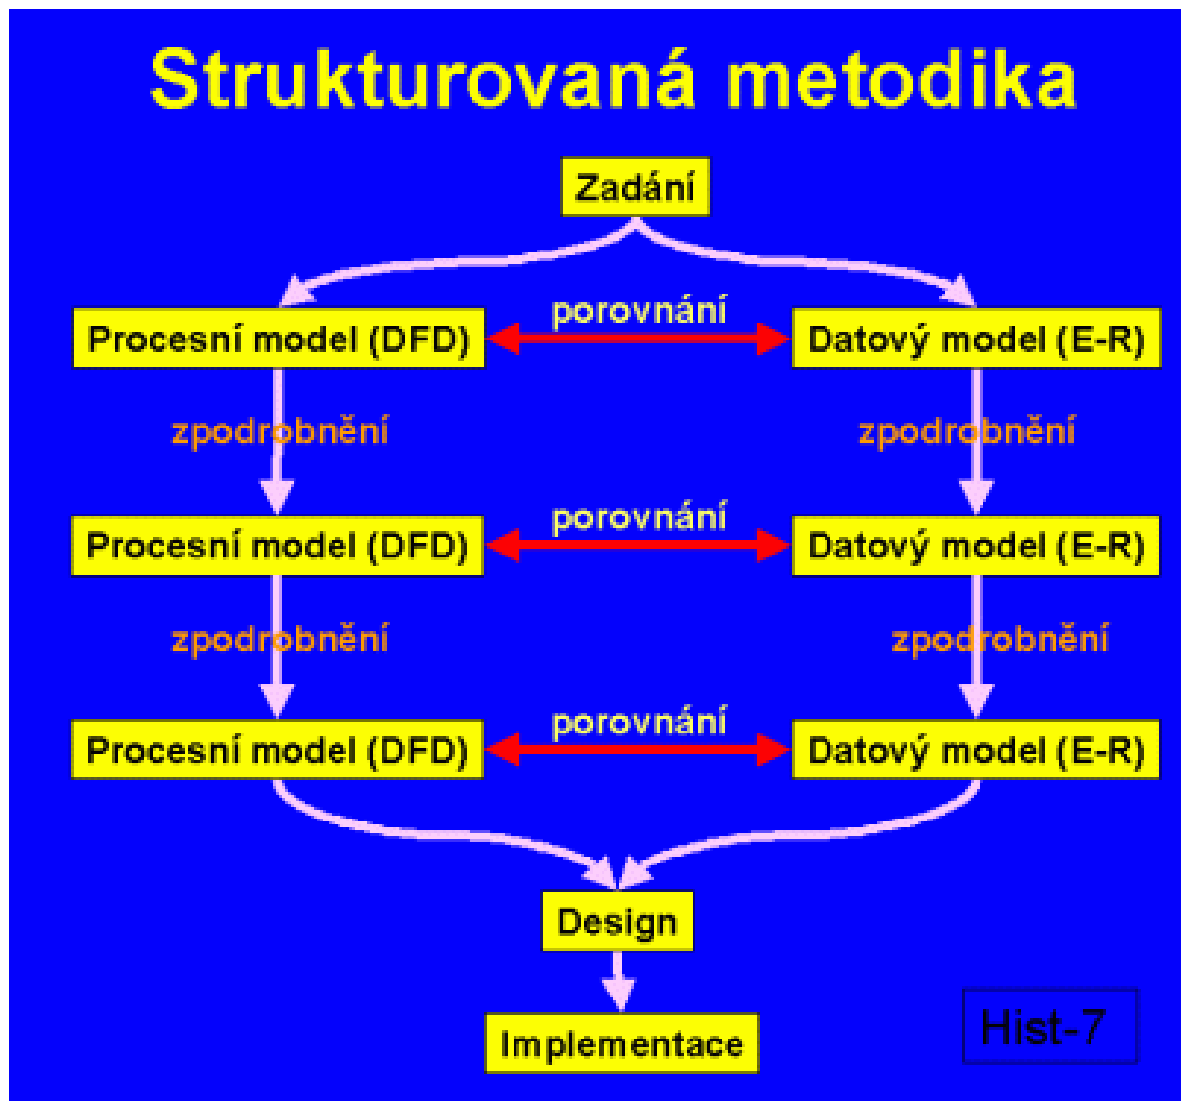 Strukturovaná metodika
Zadání
porovnání
Procesní model (DFD)
Datový model (E-R)
zpodrobnění
zpodrobnění
porovnání
Procesní model (DFD)
Datový model (E-R)
zpodrobnění
zpodrobnění
porovnání
Procesní model (DFD)
Datový model (E-R)
Design
Implementace
Hist-7